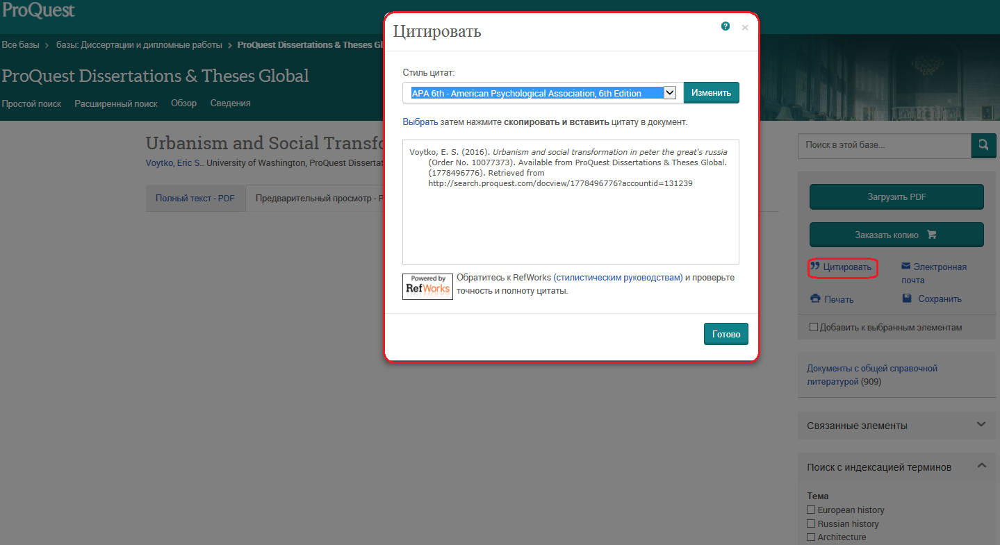 ProQuest
Все базы > базы: Диссертации и дипломные работы > ProQuest Dissertations & Theses Gl
ProQuest Dissertations & Theses Global
Простой поиск Расширенный поиск Обзор Сведения
Urbanism and Social Transfo
Voytko, Eric S.. University of Washington, ProQuest Dissertat
Полный текст - PDF Предварительный просмотр - P
Цитировать ? ×
Стиль цитат:
APA 6th - American Psychological Association, 6th Edition Изменить
Выбрать затем нажмите скопировать и вставить цитату в документ.
Voytko, E. S. (2016). Urbanism and social transformation in peter the great's russia
(Order No. 10077373). Available from ProQuest Dissertations & Theses Global.
(1778496776). Retrieved from
http://search.proquest.com/docview/1778496776?accountid=131239
Powered by
RefWorks
Обратитесь к RefWorks (стилистическим руководствам) и проверьте
точность и полноту цитаты.
Готово
Поиск в этой базе...
Загрузить PDF
Заказать копию
Цитировать
Электронная
почта
Печать
Сохранить
Добавить к выбранным элементам
Документы с общей справочной
литературой (909)
Связанные элементы
Поиск с индексацией терминов
Тема
European history
Russian history
Architecture